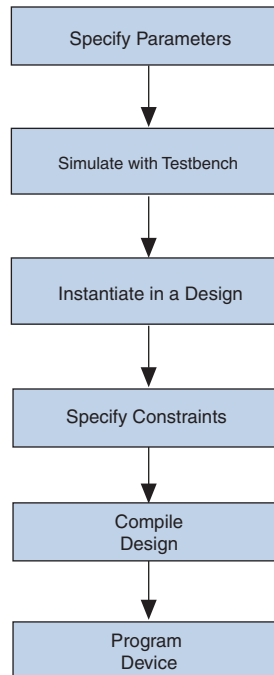 Specify Parameters
Simulate with Testbench
Instantiate in a Design
Specify Constraints
Compile
Design
Program
Device